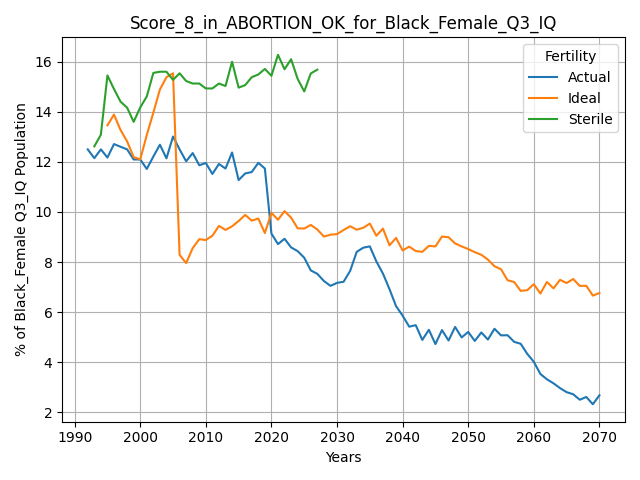 Score_8_in_ABORTION_OK_for_Black_Female_Q3_IQ
% of Black_Female Q3_IQ Population
16
14
12
10
8
6
4
2
Fertility
Actual
Ideal
Sterile
1990 2000 2010 2020 2030 2040 2050 2060 2070
Years